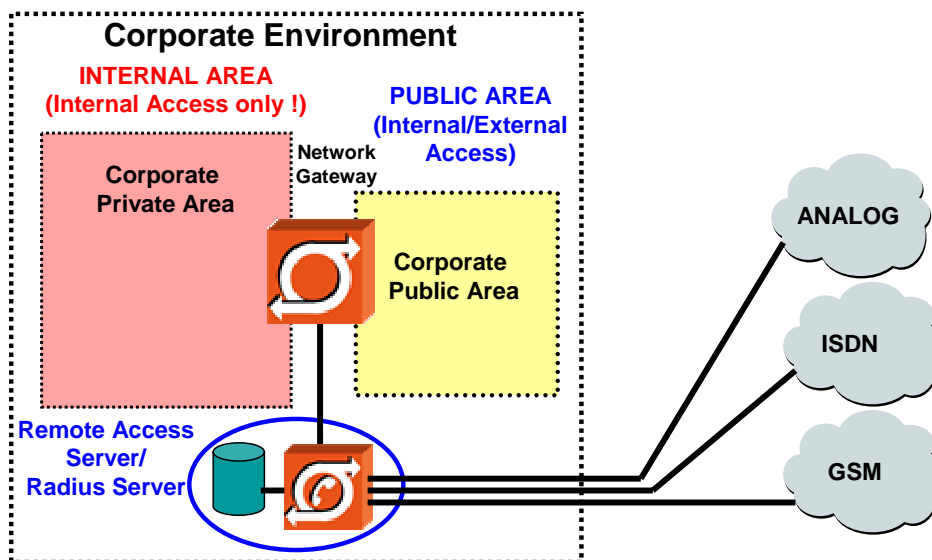 Corporate Environment
INTERNAL AREA
(Internal Access only !)
PUBLIC AREA
(Internal/External
Access)
Network
Gateway
Corporate
Private Area
Corporate
Public Area
Remote Access
Server/
Radius Server
ANALOG
ISDN
GSM